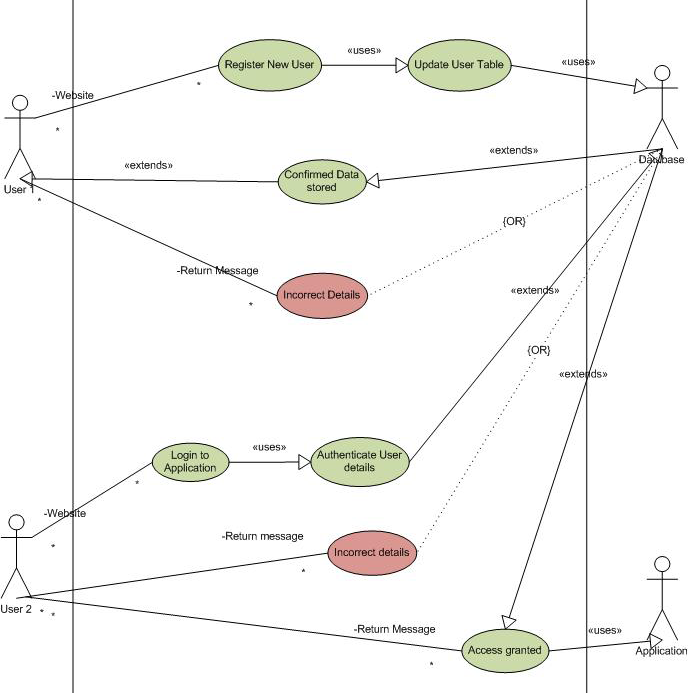 «uses»
Register New User
Update User Table
«uses»
-Website
*
*
«extends»
«extends»
Database
Confirmed Data
stored
User 1
*
{OR}
-Return Message
Incorrect Details
«extends»
*
{OR}
«extends»
«uses»
Login to
Application
Authenticate User
details
*
-Website
-Return message
*
Incorrect details
*
User 2
*
*
-Return Message
«uses»
Access granted
Application
*